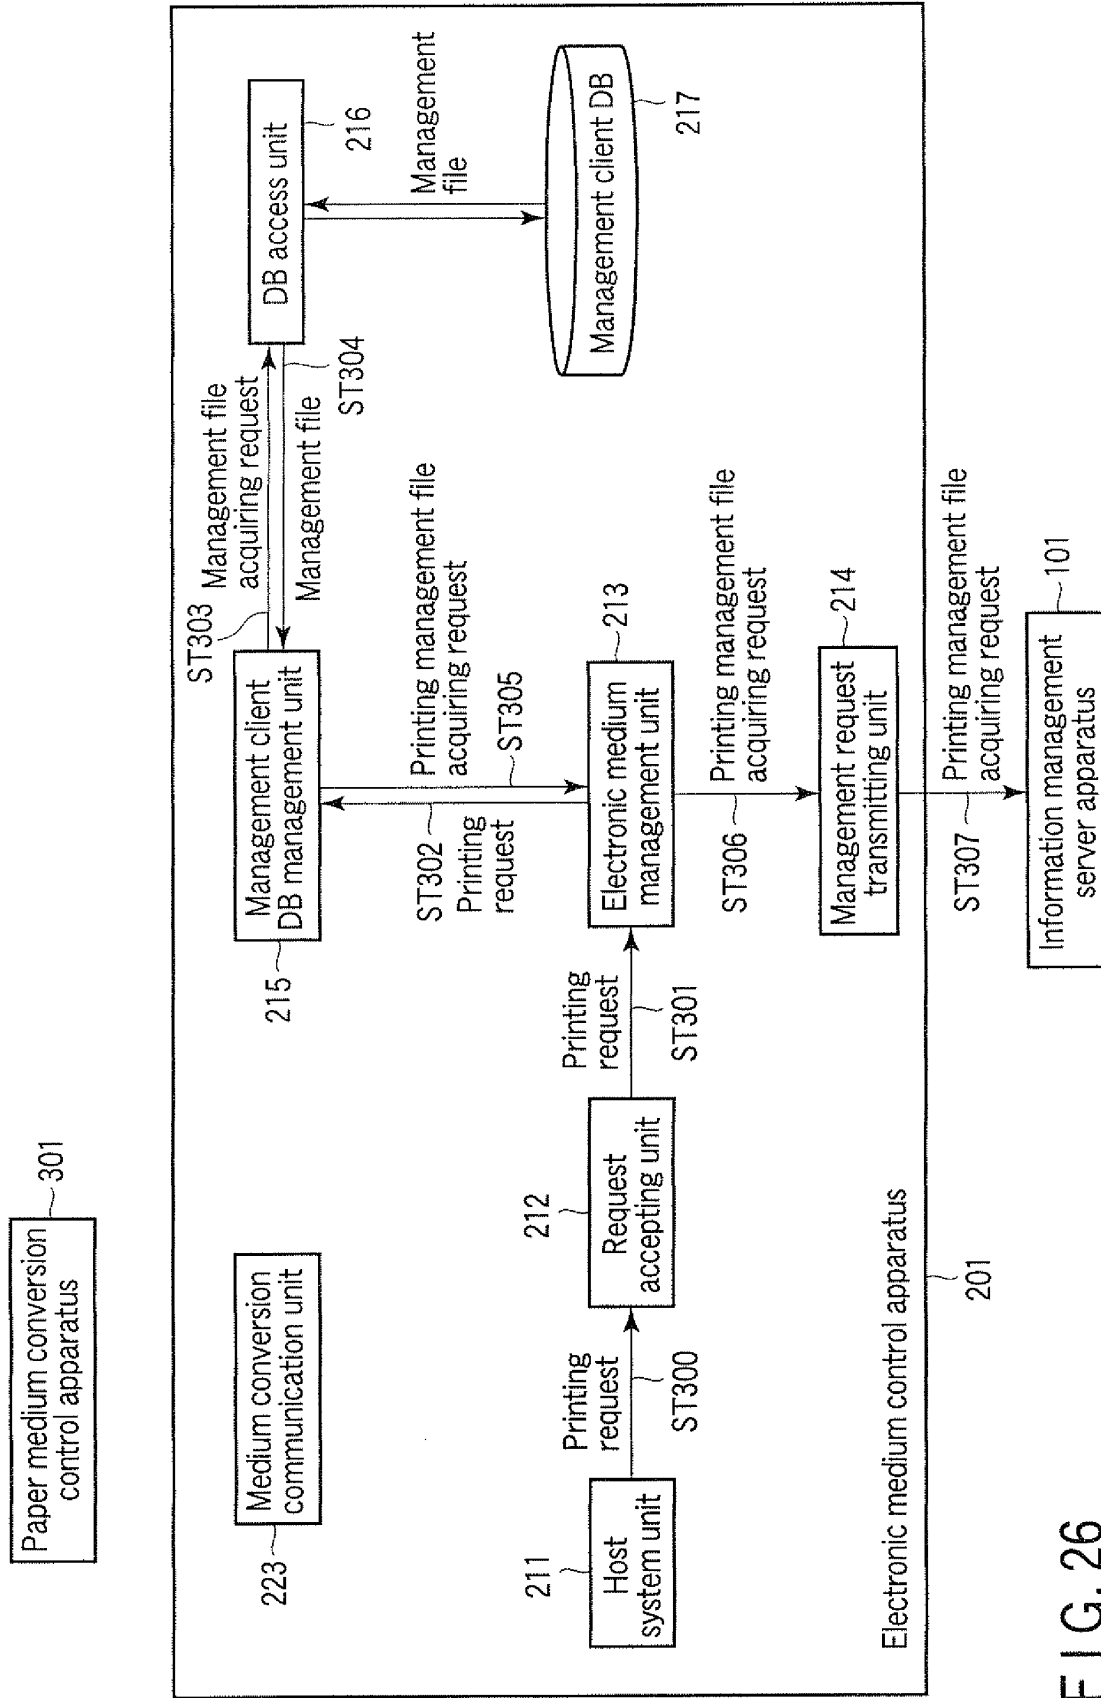 Paper medium conversion
control apparatus
301
Medium conversion
communication unit
223
Management client
DB management unit
215
ST303
Management file
acquiring request
Management file
ST304
DB access unit
216
Management
file
Management client DB
217
ST302
Printing
request
Printing management file
acquiring request
ST305
Host
system unit
211
Printing
request
ST300
Request
accepting unit
212
Printing
request
ST301
Electronic medium
management unit
213
ST306
Printing management file
acquiring request
Management request
transmitting unit
214
Electronic medium control apparatus
201
ST307
Printing management file
acquiring request
Information management
server apparatus
101
FIG. 26